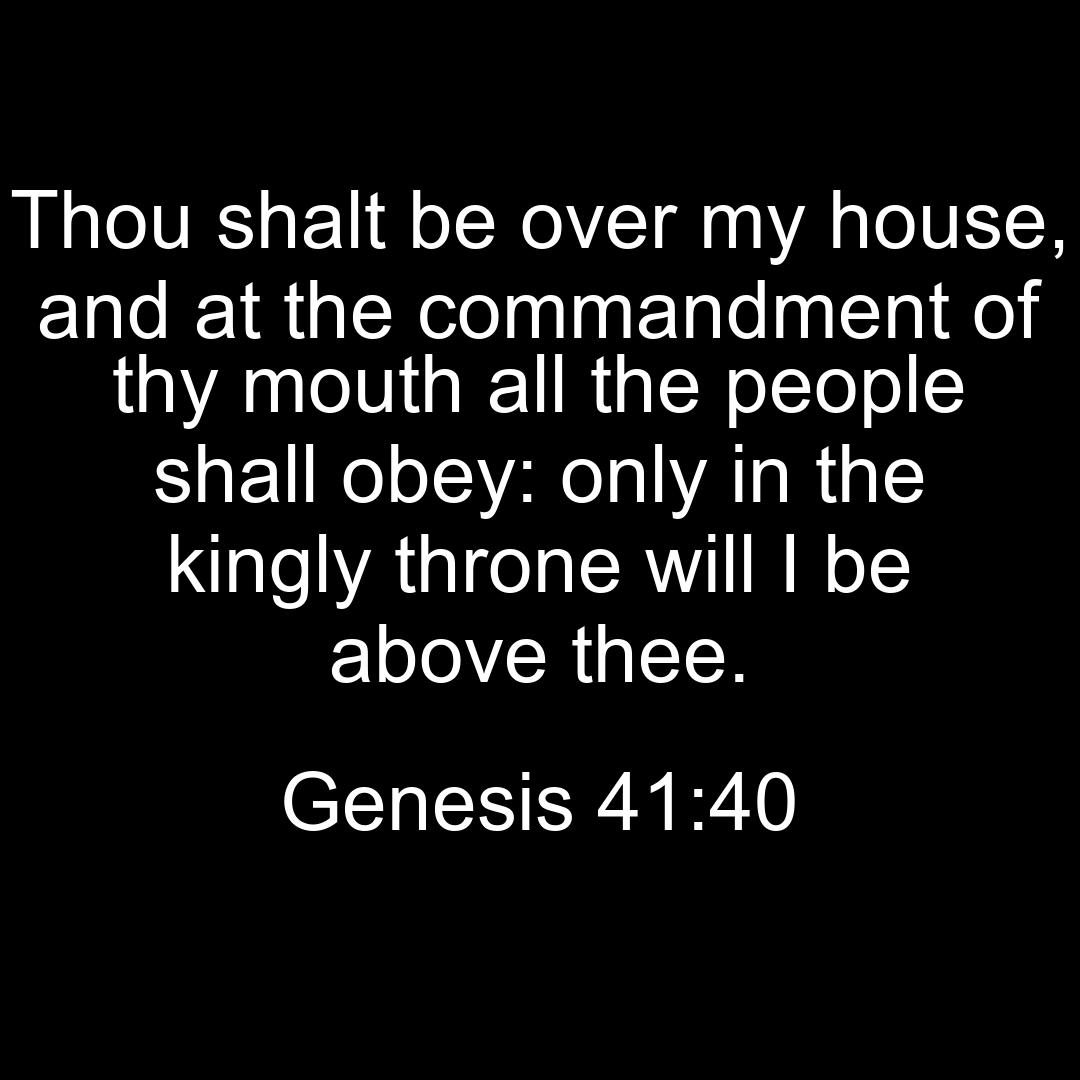 Thou shalt be over my house,
and at the commandment of
thy mouth all the people
shall obey: only in the
kingly throne will I be
above thee.
Genesis 41:40